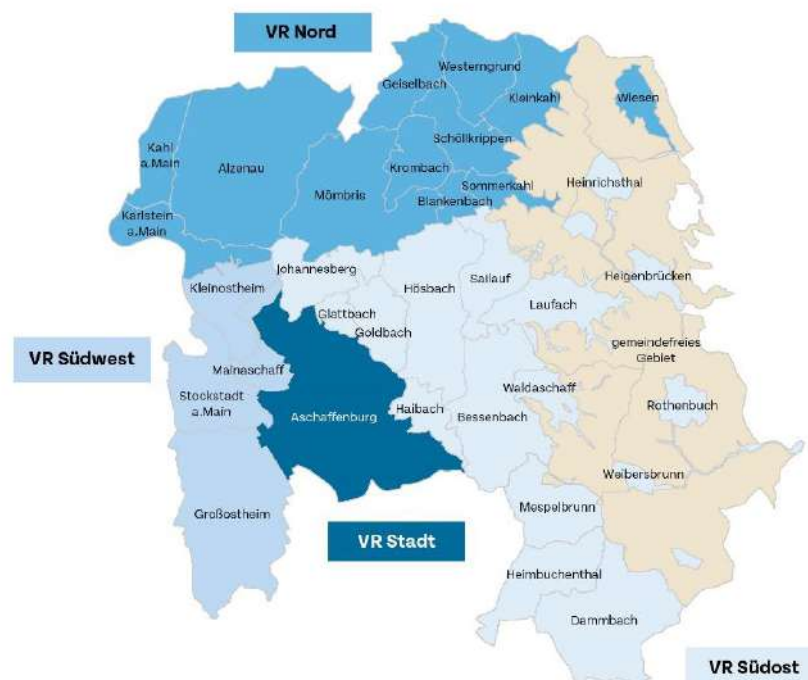 VR Nord
Westerngrund
Geiselbach
Kleinkahl
Wiesen
Schöllkrippen
Kahl
a.Main
Alzenau
Krombach
Mömbris
Sommerkahl
Blankenbach
Heinrichsthal
Karlstein
a.Main
Johannesberg
Kleinostheim
Hösbach
Sailauf
Heigenbrücken
Laufach
Glattbach
Goldbach
gemeindefreies
Gebiet
VR Südwest
Mainaschaff
Stockstadt
a.Main
Waldaschaff
Haibach
Bessenbach
Aschaffenburg
Rothenbuch
Weibersbrunn
Großostheim
Mespelbrunn
VR Stadt
Heimbuchenthal
Dammbach
VR Südost